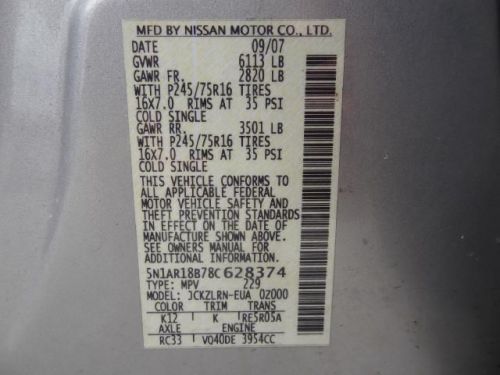 MFD BY NISSAN MOTOR CO., LTD.
DATE 09/07
GVWR 6113 LB
GAWR FR. 2820 LB
WITH P245/75R16 TIRES
16X7.0 RIMS AT 35 PSI
COLD SINGLE
GAWR RR. 3501 LB
WITH P245/75R16 TIRES
16X7.0 RIMS AT 35 PSI
COLD SINGLE
THIS VEHICLE CONFORMS TO
ALL APPLICABLE FEDERAL
MOTOR VEHICLE SAFETY AND
THEFT PREVENTION STANDARDS
IN EFFECT ON THE DATE OF
MANUFACTURE SHOWN ABOVE.
SEE OWNERS MANUAL FOR
ADDITIONAL INFORMATION.
5N1AR18B78C628374
TYPE: MPV 229
MODEL: JCKZLRN-EUA 0Z000
COLOR TRIM TRANS
K12 K RE5R05A
AXLE ENGINE
RC33 VQ40DE 3954CC